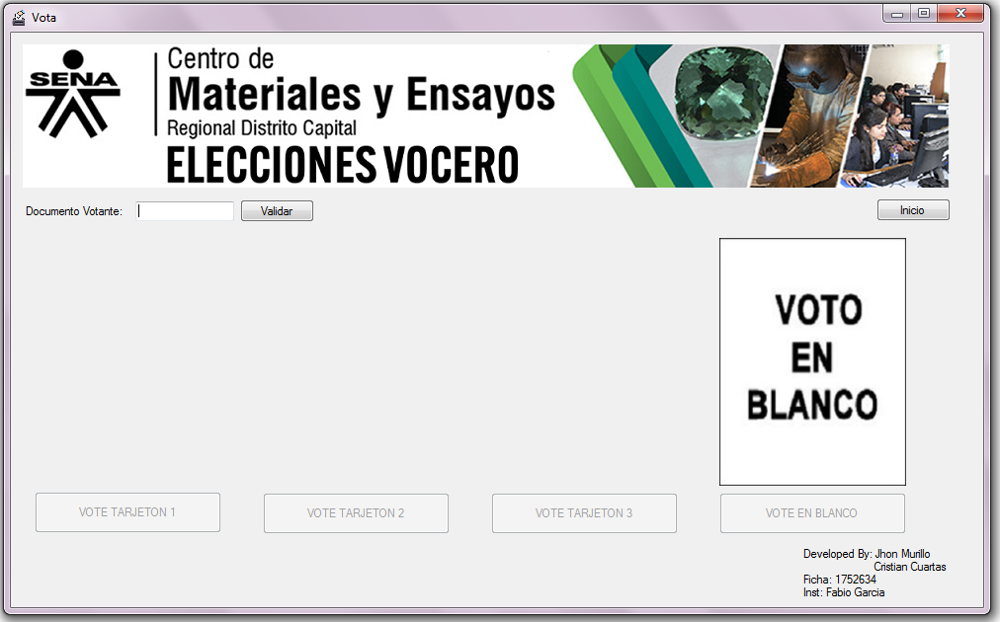 Vota
SENA
Centro de
Materiales y Ensayos
Regional Distrito Capital
ELECCIONES VOCERO
Documento Votante:
Validar
Inicio
VOTO
EN
BLANCO
VOTE TARJETON 1
VOTE TARJETON 2
VOTE TARJETON 3
VOTE EN BLANCO
Developed By: Jhon Murillo
Cristian Cuartas
Ficha: 1752634
Inst: Fabio Garcia